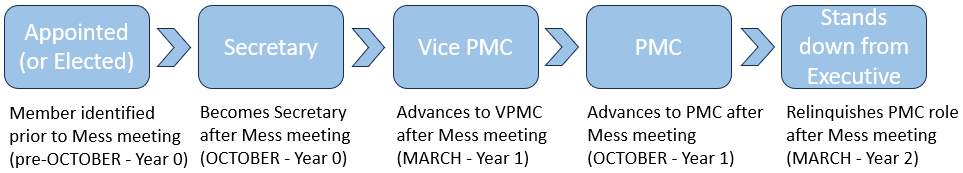 Appointed
(or Elected)
Secretary
Vice PMC
PMC
Stands
down from
Executive
Member identified
prior to Mess meeting
(pre-OCTOBER - Year 0)
Becomes Secretary
after Mess meeting
(OCTOBER - Year 0)
Advances to VPMC
after Mess meeting
(MARCH - Year 1)
Advances to PMC after
Mess meeting
(OCTOBER - Year 1)
Relinquishes PMC role
after Mess meeting
(MARCH - Year 2)